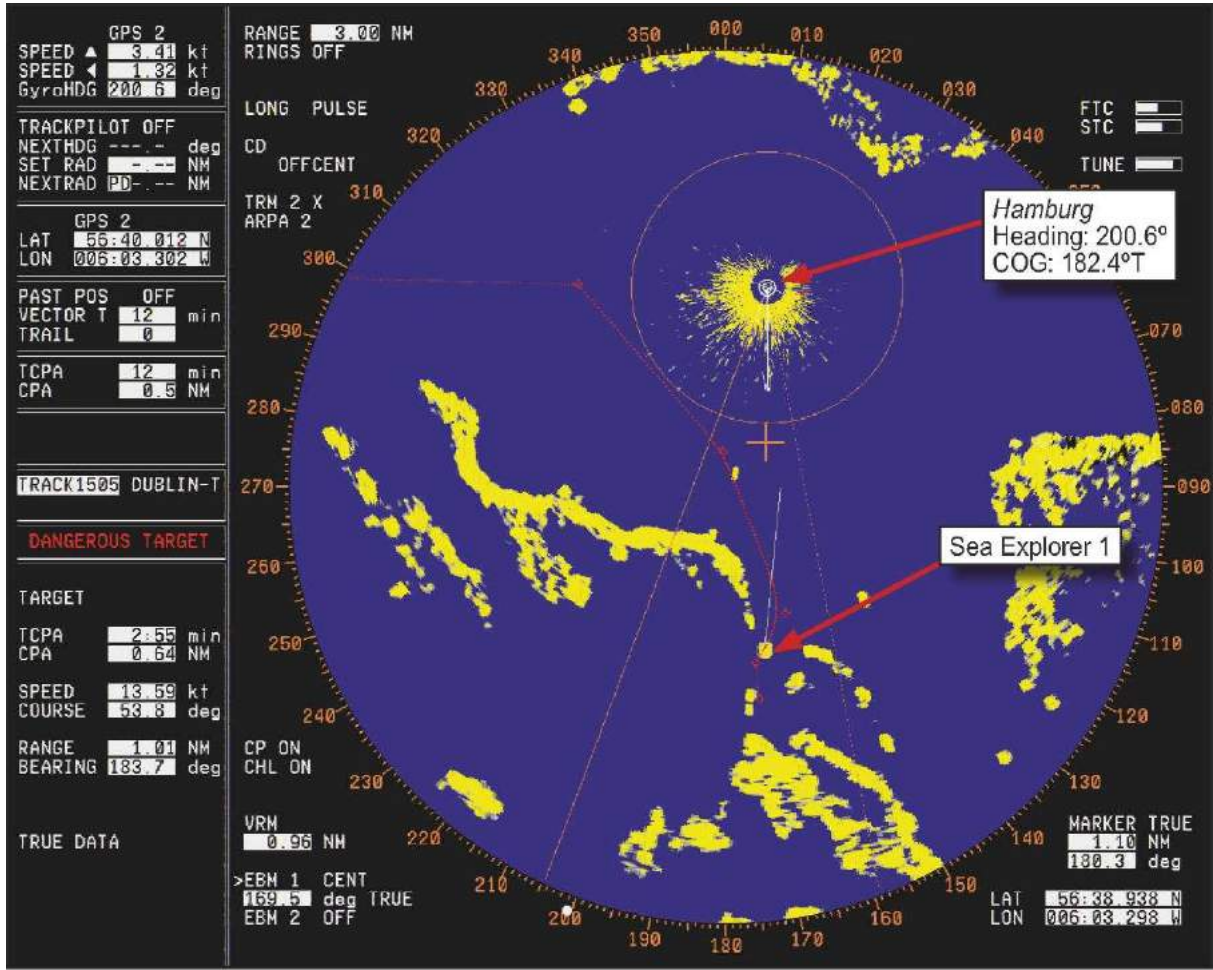 GPS 2
SPEED ▲ 3.41 kt
SPEED ◀ 1.32 kt
GyroHDG 200.6 deg
TRACKPILOT OFF
NEXTHDG ---.- deg
SET RAD -.-- NM
NEXTRAD PD-.-- NM
GPS 2
LAT 56:40.012 N
LON 006:03.302 W
PAST POS OFF
VECTOR T 12 min
TRAIL 0
TCPA 12 min
CPA 0.5 NM
TRACK1505 DUBLIN-T
DANGEROUS TARGET
TARGET
TCPA 2:55 min
CPA 0.64 NM
SPEED 13.59 kt
COURSE 53.8 deg
RANGE 1.01 NM
BEARING 183.7 deg
TRUE DATA
RANGE 3.00 NM
RINGS OFF
LONG PULSE
CD
OFFCENT
TRM 2 X
ARPA 2
CP ON
CHL ON
VRM
0.96 NM
>EBM 1 CENT
169.5 deg TRUE
EBM 2 OFF
000
010
020
030
040
070
080
090
100
110
120
130
140
150
160
170
180
190
200
210
220
230
240
250
260
270
280
290
300
310
320
330
340
350
FTC
STC
TUNE
Hamburg
Heading: 200.6º
COG: 182.4ºT
Sea Explorer 1
MARKER TRUE
1.10 NM
180.3 deg
LAT 56:38.938 N
LON 006:03.298 W